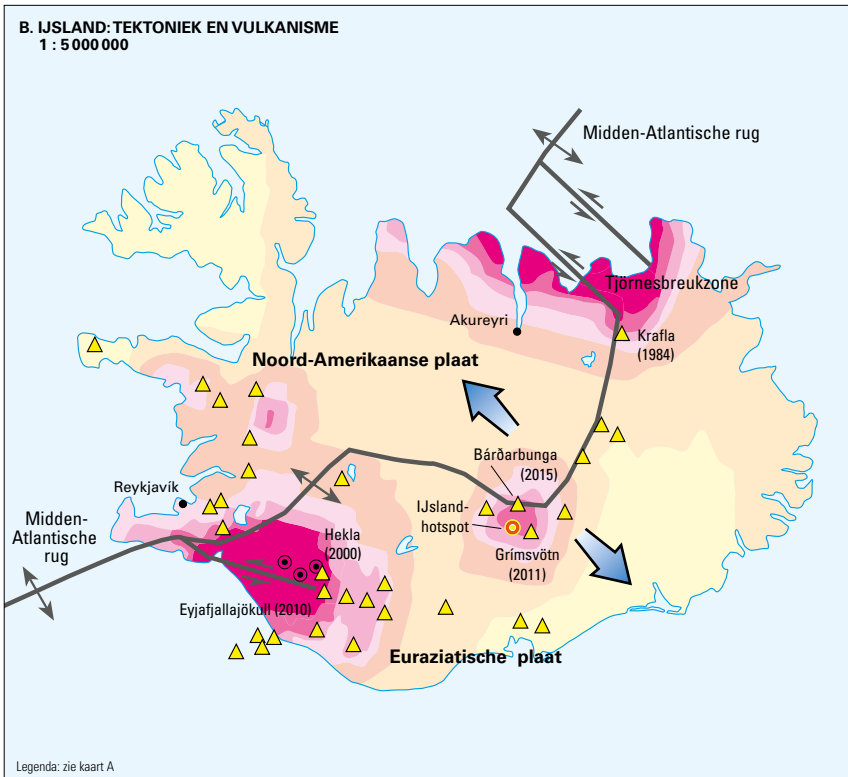 B. IJSLAND: TEKTONIEK EN VULKANISME
1 : 5 000 000
Midden-Atlantische rug
Tjörnesbreukzone
Akureyri
Krafla
(1984)
Noord-Amerikaanse plaat
Bárðarbunga
(2015)
Reykjavík
IJsland-
hotspot
Midden-
Atlantische
rug
Hekla
(2000)
Grímsvötn
(2011)
Eyjafjallajökull (2010)
Euraziatische plaat
Legenda: zie kaart A